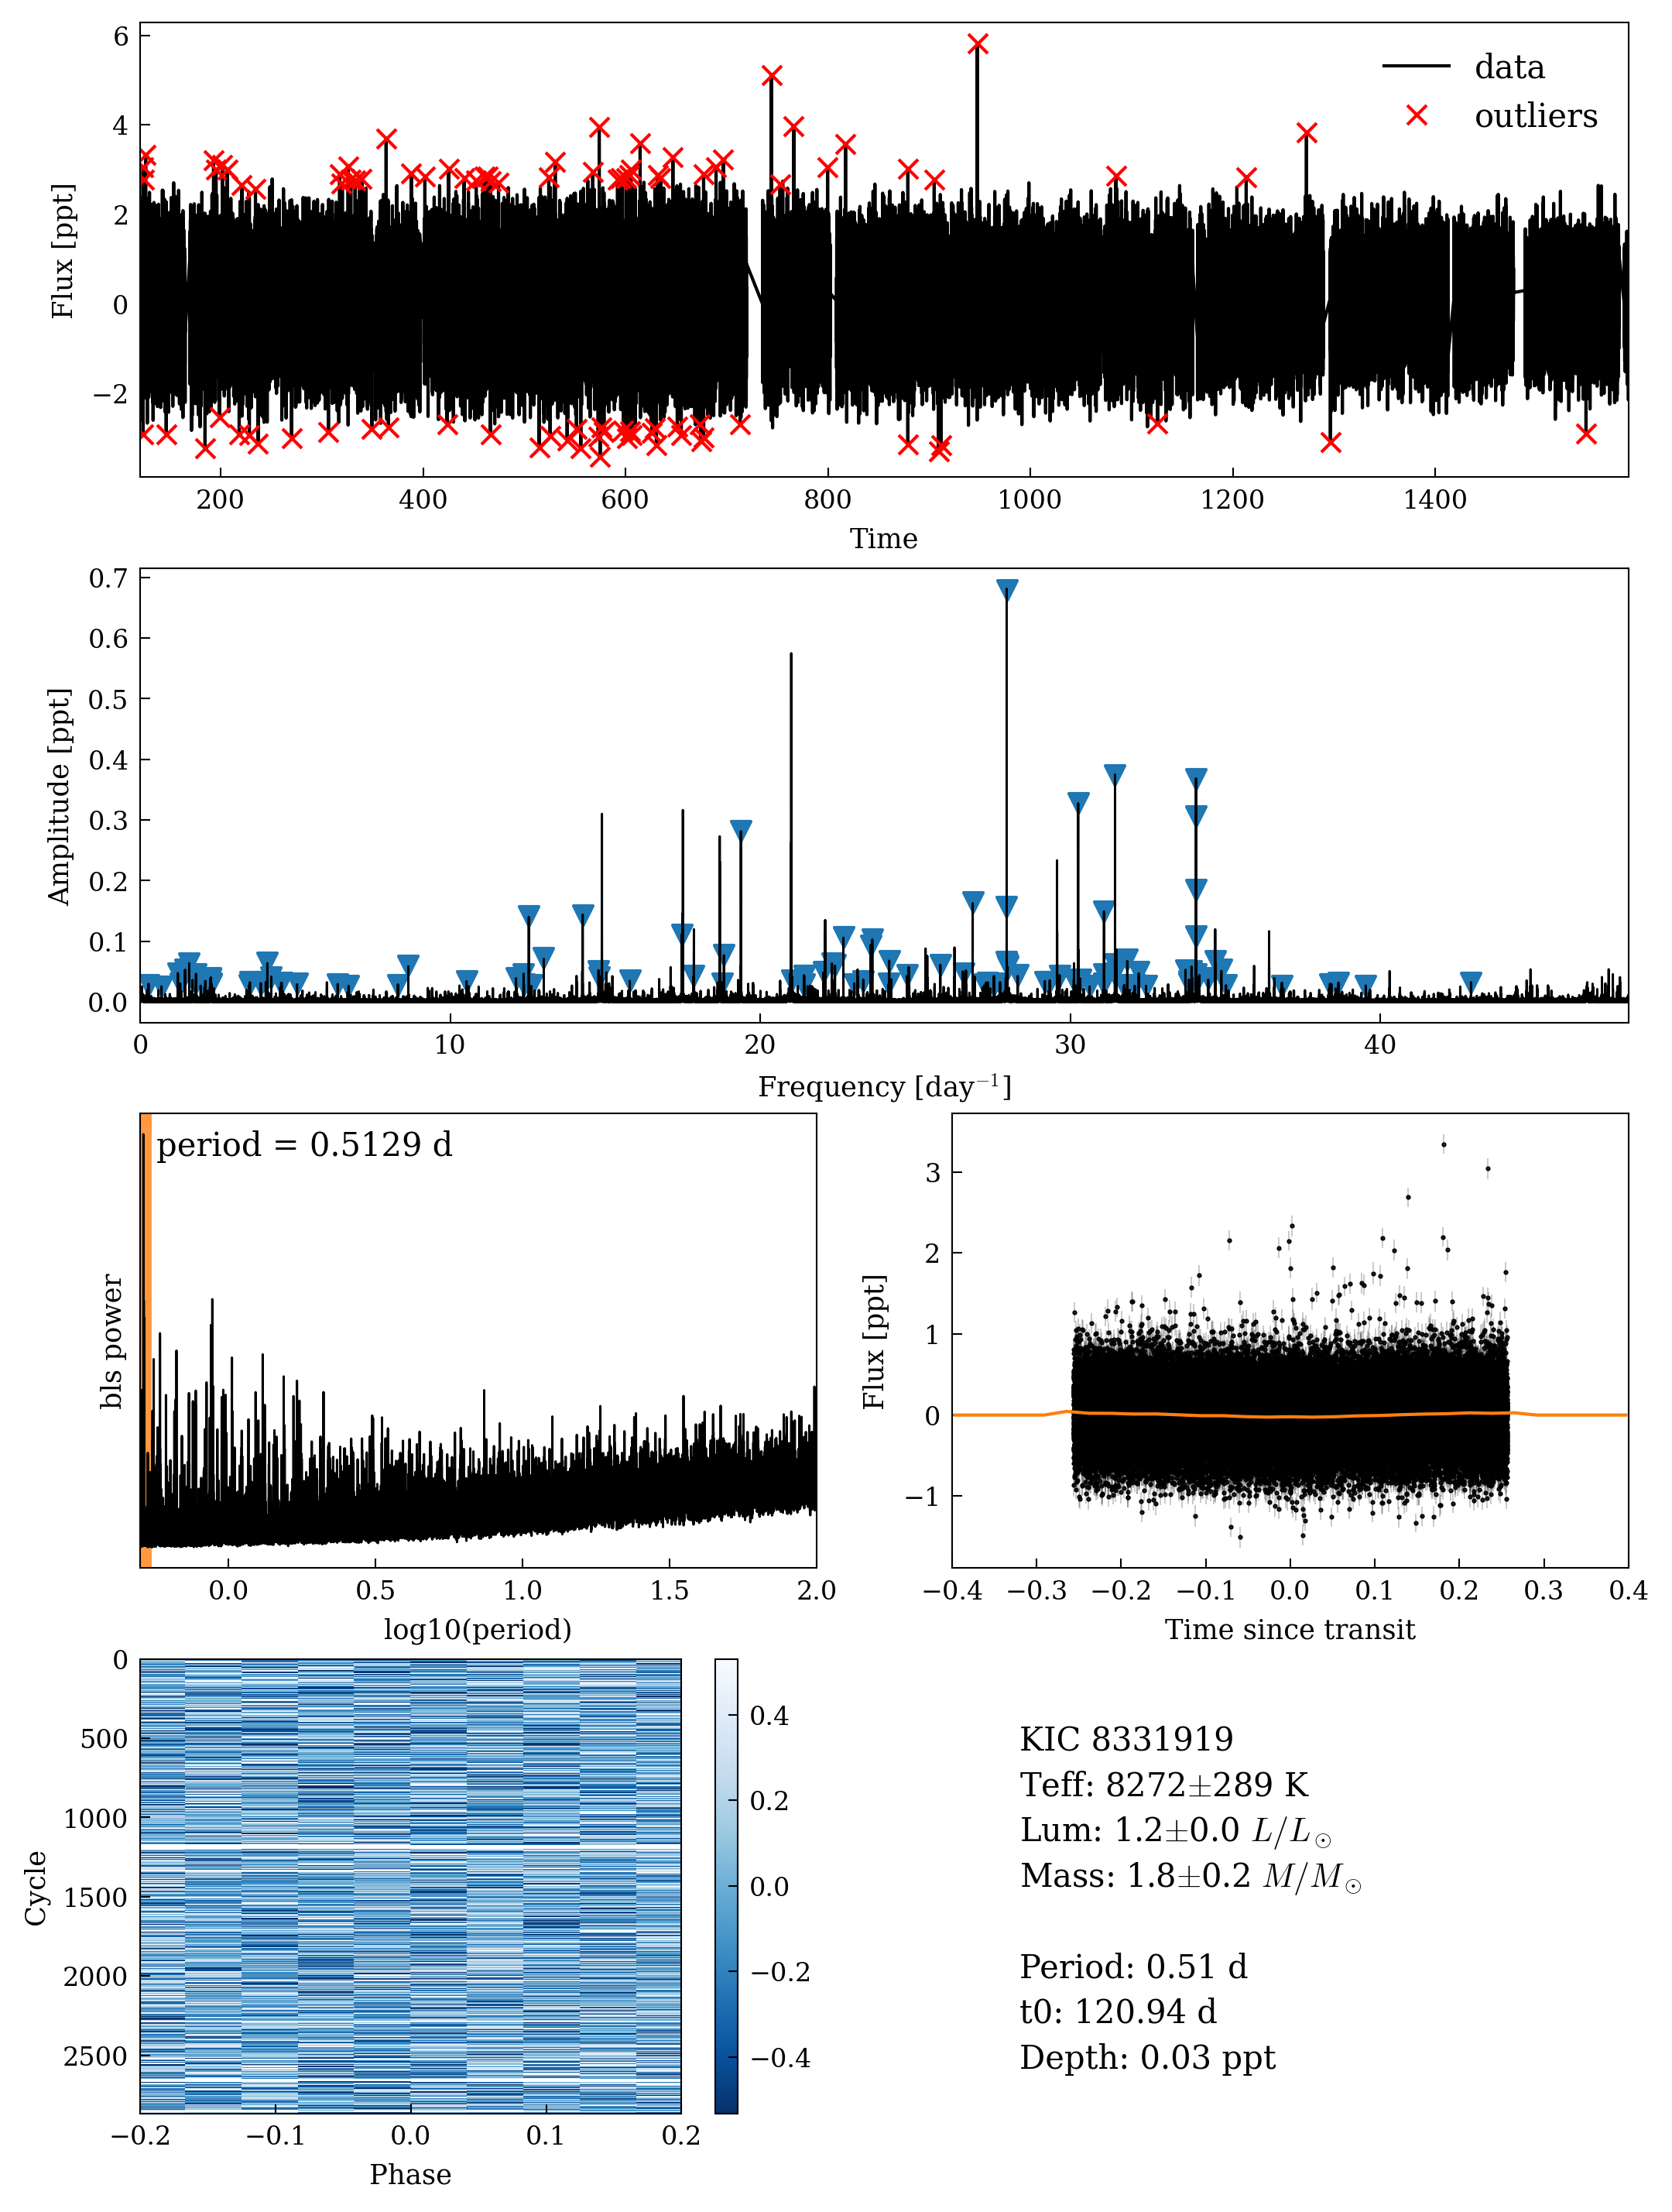 6
4
2
0
−2
Flux [ppt]
data
outliers
200 400 600 800 1000 1200 1400
Time
0.7
0.6
0.5
0.4
0.3
0.2
0.1
0.0
Amplitude [ppt]
0 10 20 30 40
Frequency [day⁻¹]
period = 0.5129 d
bls power
0.0 0.5 1.0 1.5 2.0
log10(period)
3
2
1
0
−1
Flux [ppt]
−0.4 −0.3 −0.2 −0.1 0.0 0.1 0.2 0.3 0.4
Time since transit
0
500
1000
1500
2000
2500
Cycle
−0.2 −0.1 0.0 0.1 0.2
Phase
0.4
0.2
0.0
−0.2
−0.4
KIC 8331919
Teff: 8272±289 K
Lum: 1.2±0.0 L/L⊙
Mass: 1.8±0.2 M/M⊙
Period: 0.51 d
t0: 120.94 d
Depth: 0.03 ppt